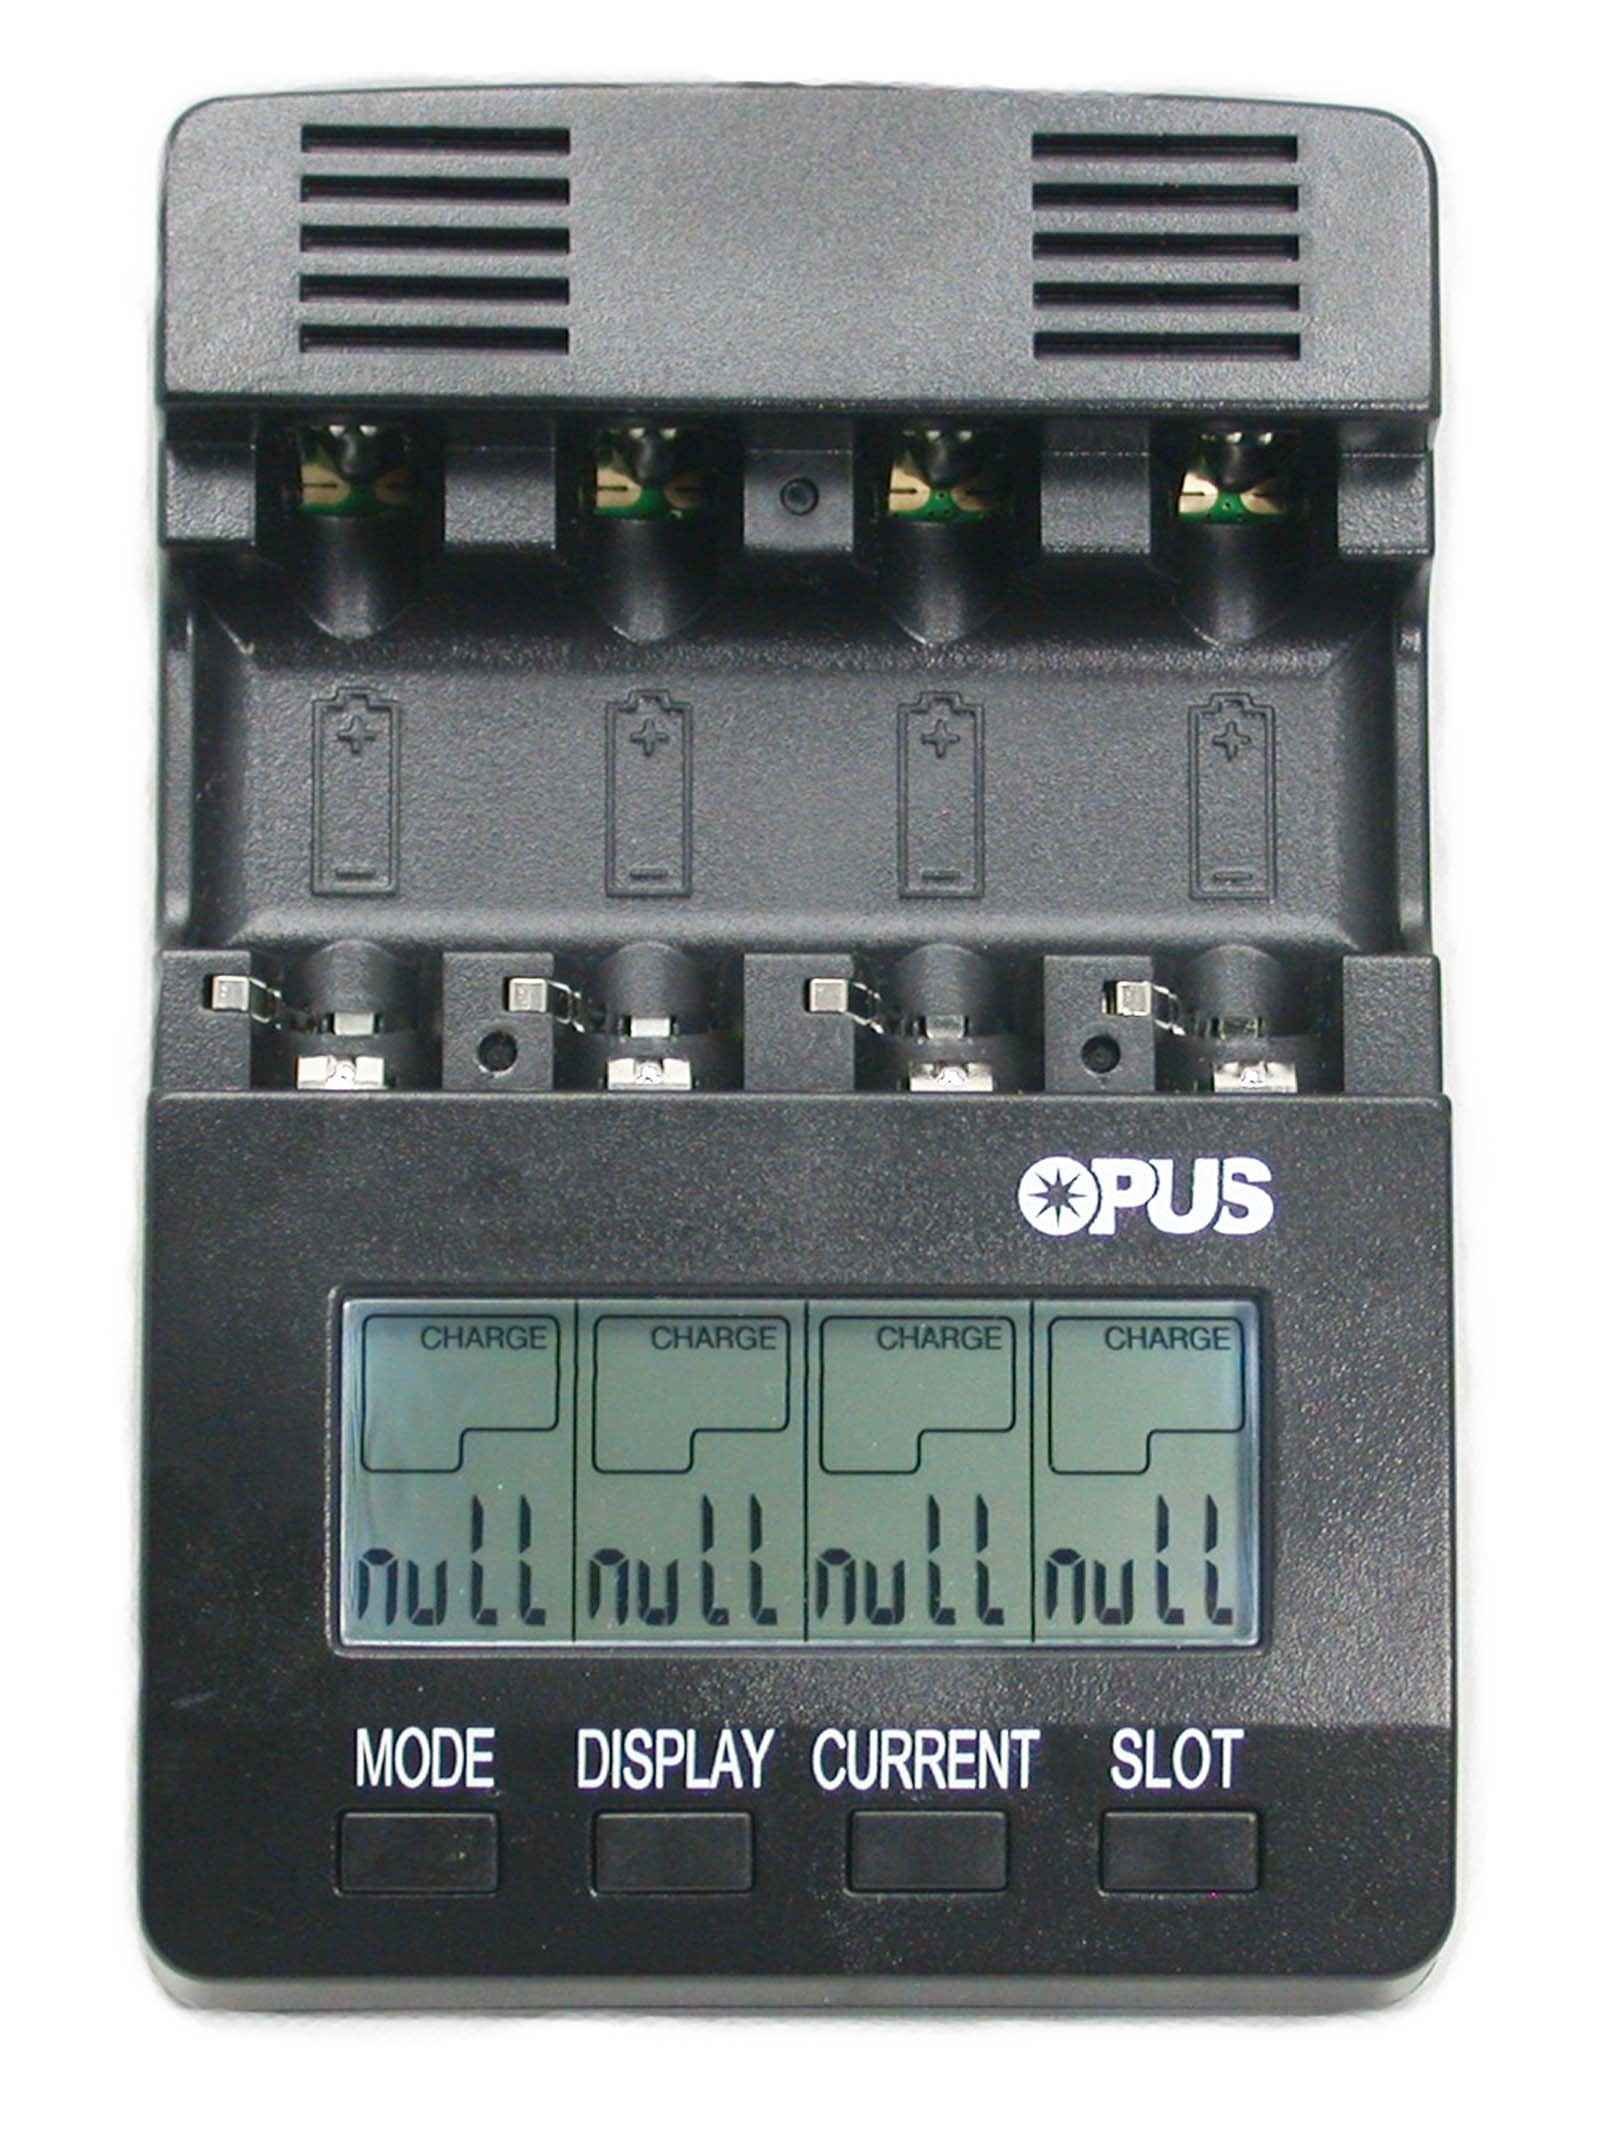 OPUS
CHARGE CHARGE CHARGE CHARGE
null null null null
MODE DISPLAY CURRENT SLOT